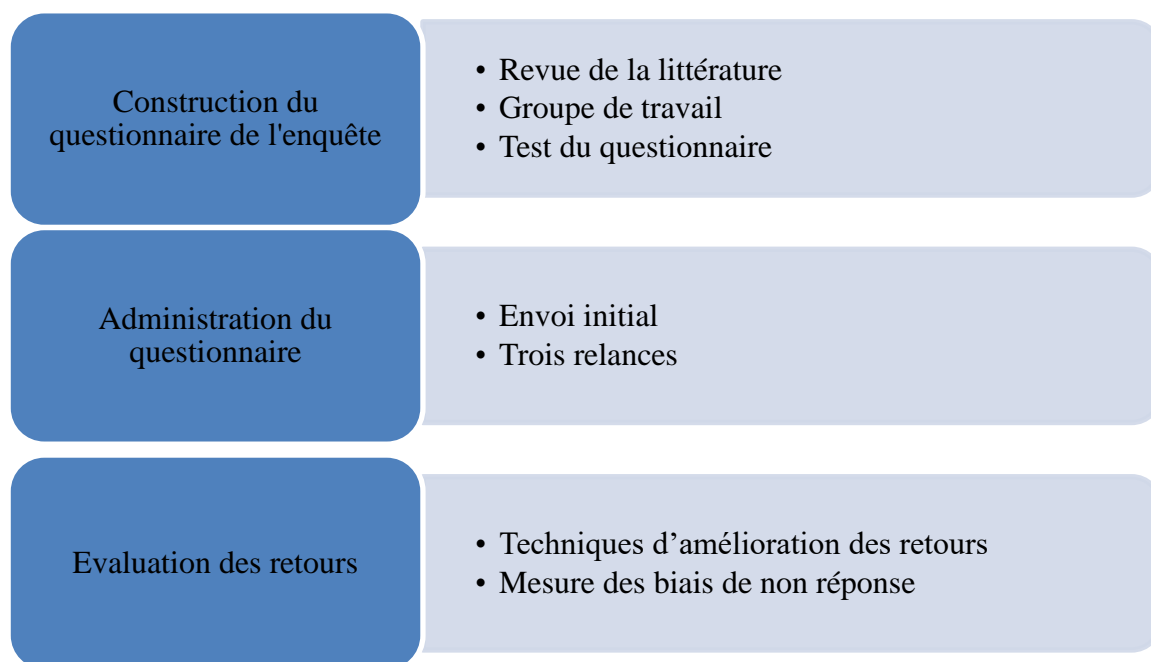 Construction du
questionnaire de l'enquête
• Revue de la littérature
• Groupe de travail
• Test du questionnaire
Administration du
questionnaire
• Envoi initial
• Trois relances
Evaluation des retours
• Techniques d’amélioration des retours
• Mesure des biais de non réponse